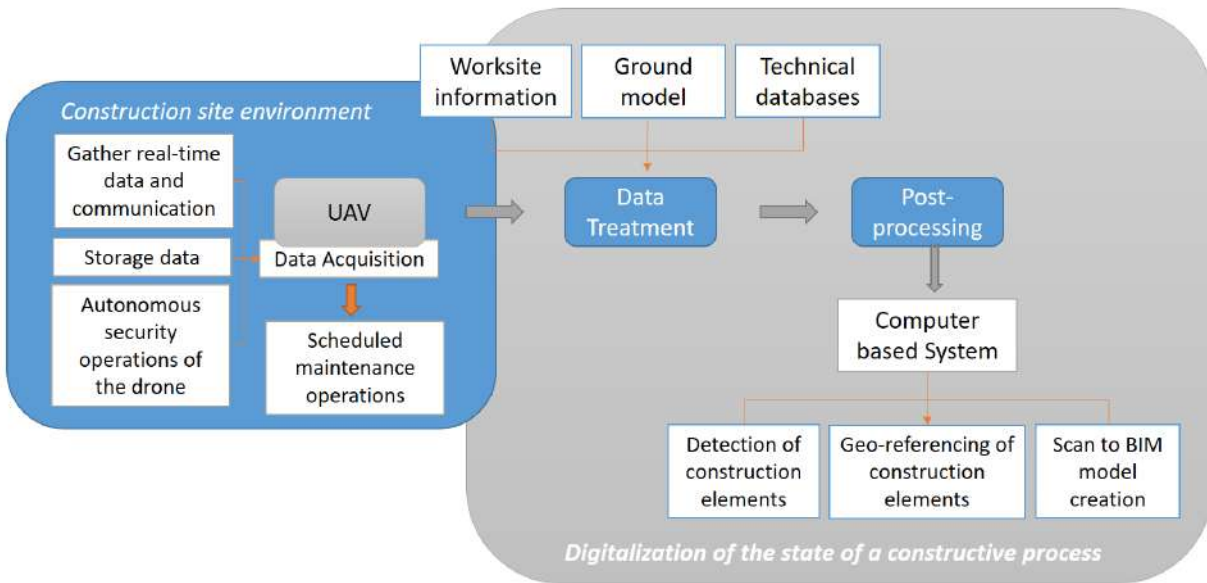 Construction site environment
Gather real-time
data and
communication
Storage data
Autonomous
security
operations of
the drone
UAV
Data Acquisition
Scheduled
maintenance
operations
Worksite
information
Ground
model
Technical
databases
Data
Treatment
Post-
processing
Computer
based System
Detection of
construction
elements
Geo-referencing of
construction
elements
Scan to BIM
model
creation
Digitalization of the state of a constructive process